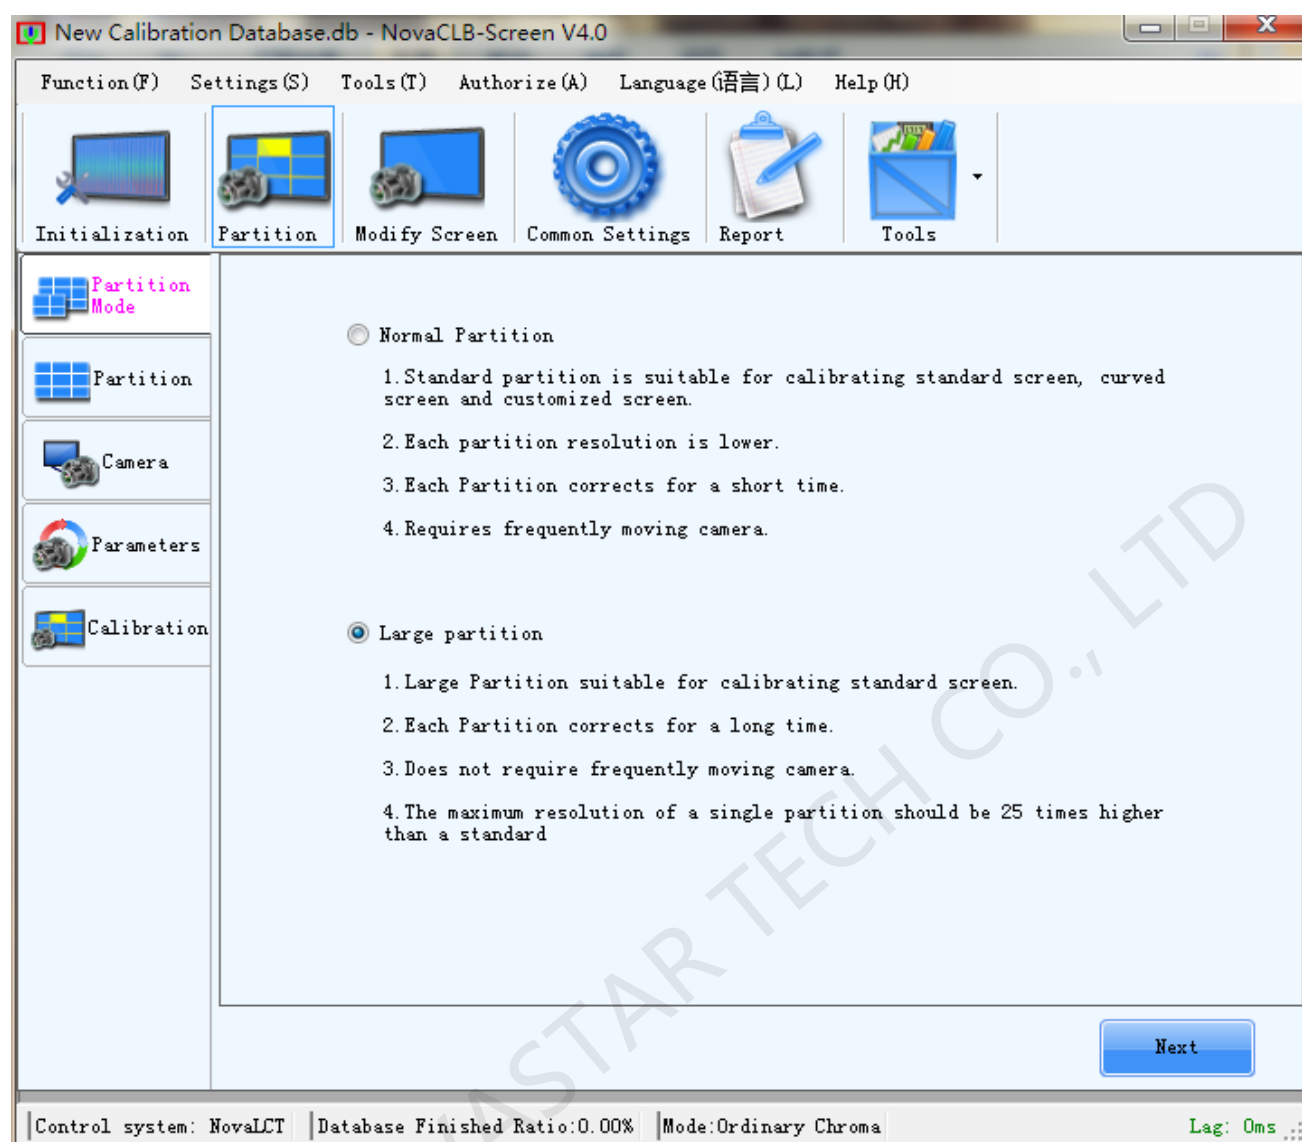 New Calibration Database.db - NovaCLB-Screen V4.0
Function(F) Settings(S) Tools(T) Authorize(A) Language(语言)(L) Help(H)
Initialization Partition Modify Screen Common Settings Report Tools
Partition
Mode
Partition
Camera
Parameters
Calibration
Normal Partition
1.Standard partition is suitable for calibrating standard screen, curved
screen and customized screen.
2.Each partition resolution is lower.
3.Each Partition corrects for a short time.
4.Requires frequently moving camera.
Large partition
1.Large Partition suitable for calibrating standard screen.
2.Each Partition corrects for a long time.
3.Does not require frequently moving camera.
4.The maximum resolution of a single partition should be 25 times higher
than a standard
Next
Control system: NovaLCT Database Finished Ratio:0.00% Mode:Ordinary Chroma Lag: 0ms
VASTAR TECH CO., LTD